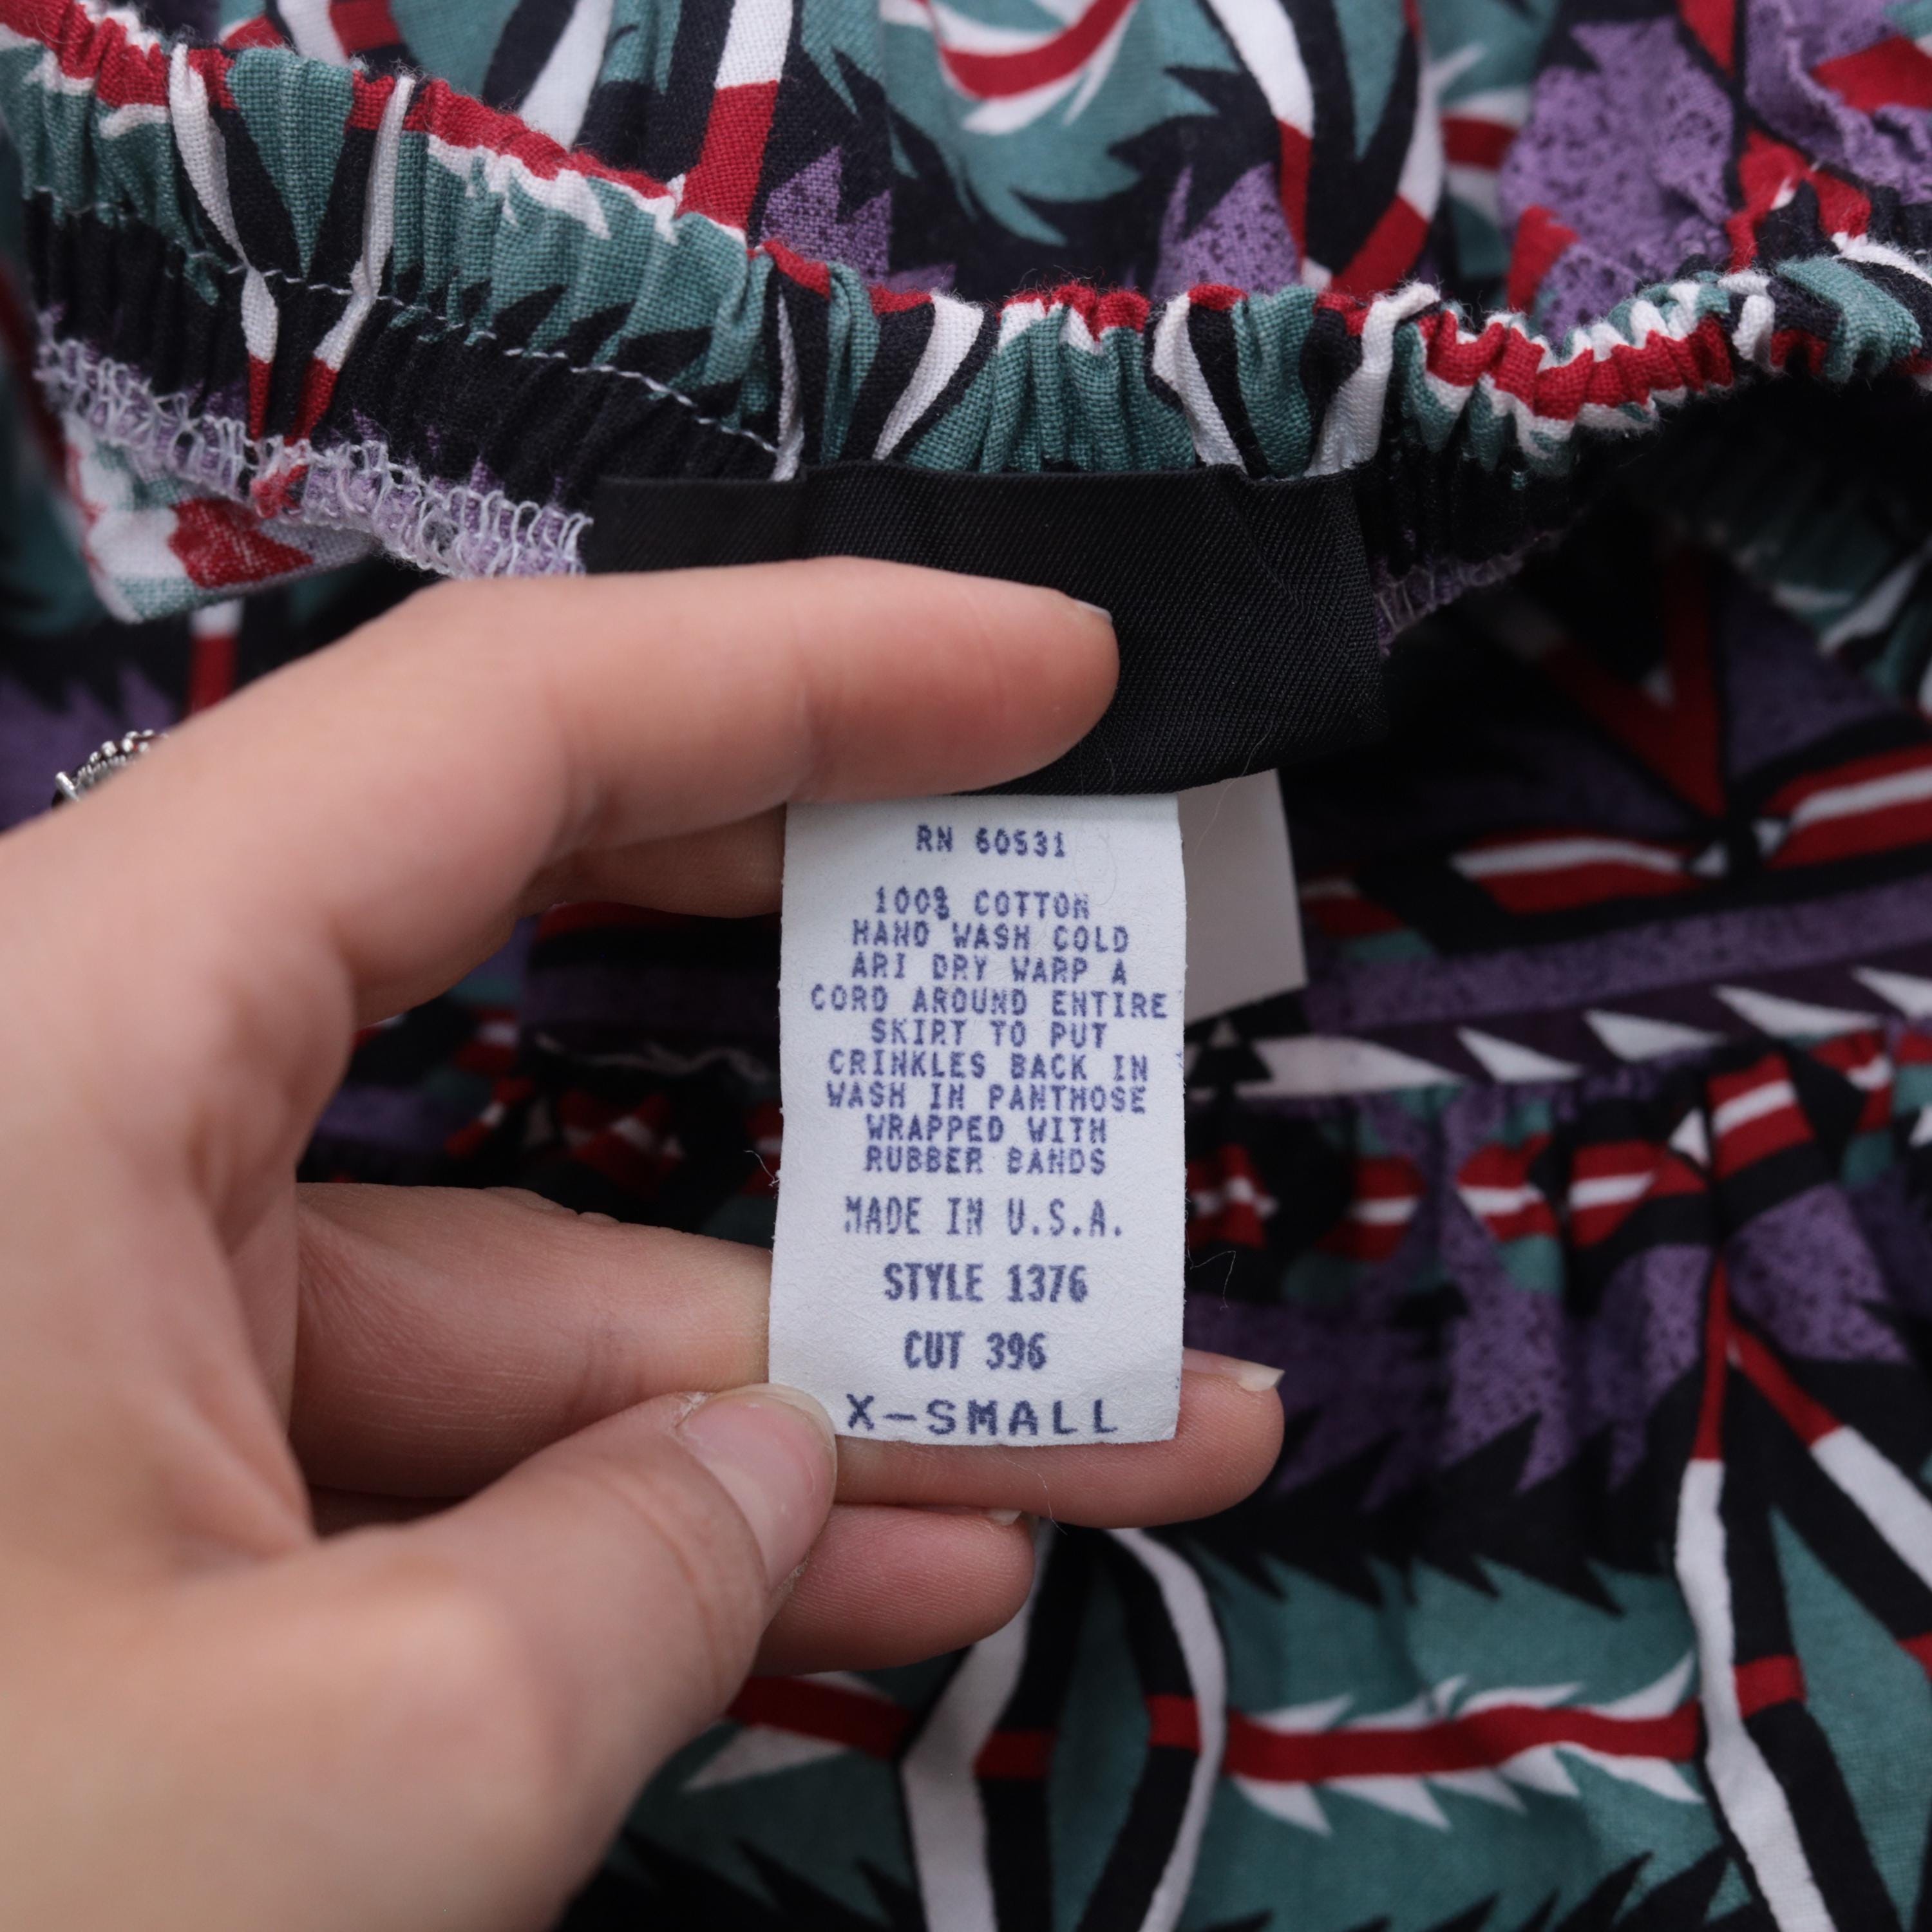 RN 60531
100% COTTON
HAND WASH COLD
ARI DRY WARP A
CORD AROUND ENTIRE
SKIRT TO PUT
CRINKLES BACK IN
WASH IN PANTHOSE
WRAPPED WITH
RUBBER BANDS
MADE IN U.S.A.
STYLE 1376
CUT 396
X-SMALL